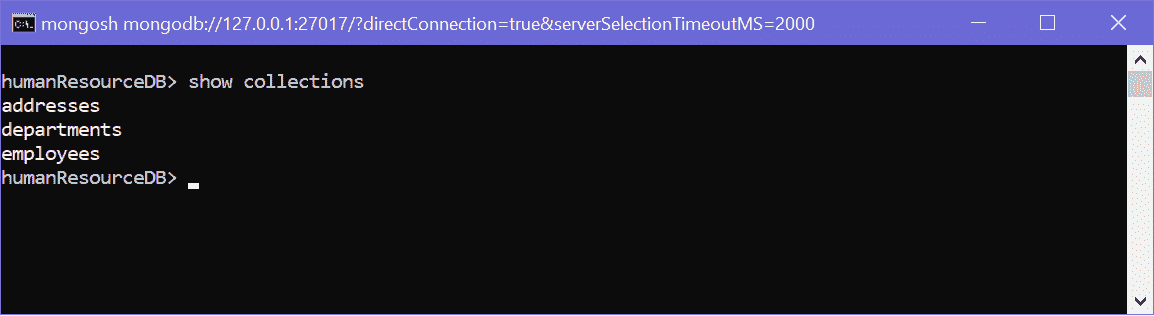 mongosh mongodb://127.0.0.1:27017/?directConnection=true&serverSelectionTimeoutMS=2000
humanResourceDB> show collections
addresses
departments
employees
humanResourceDB>